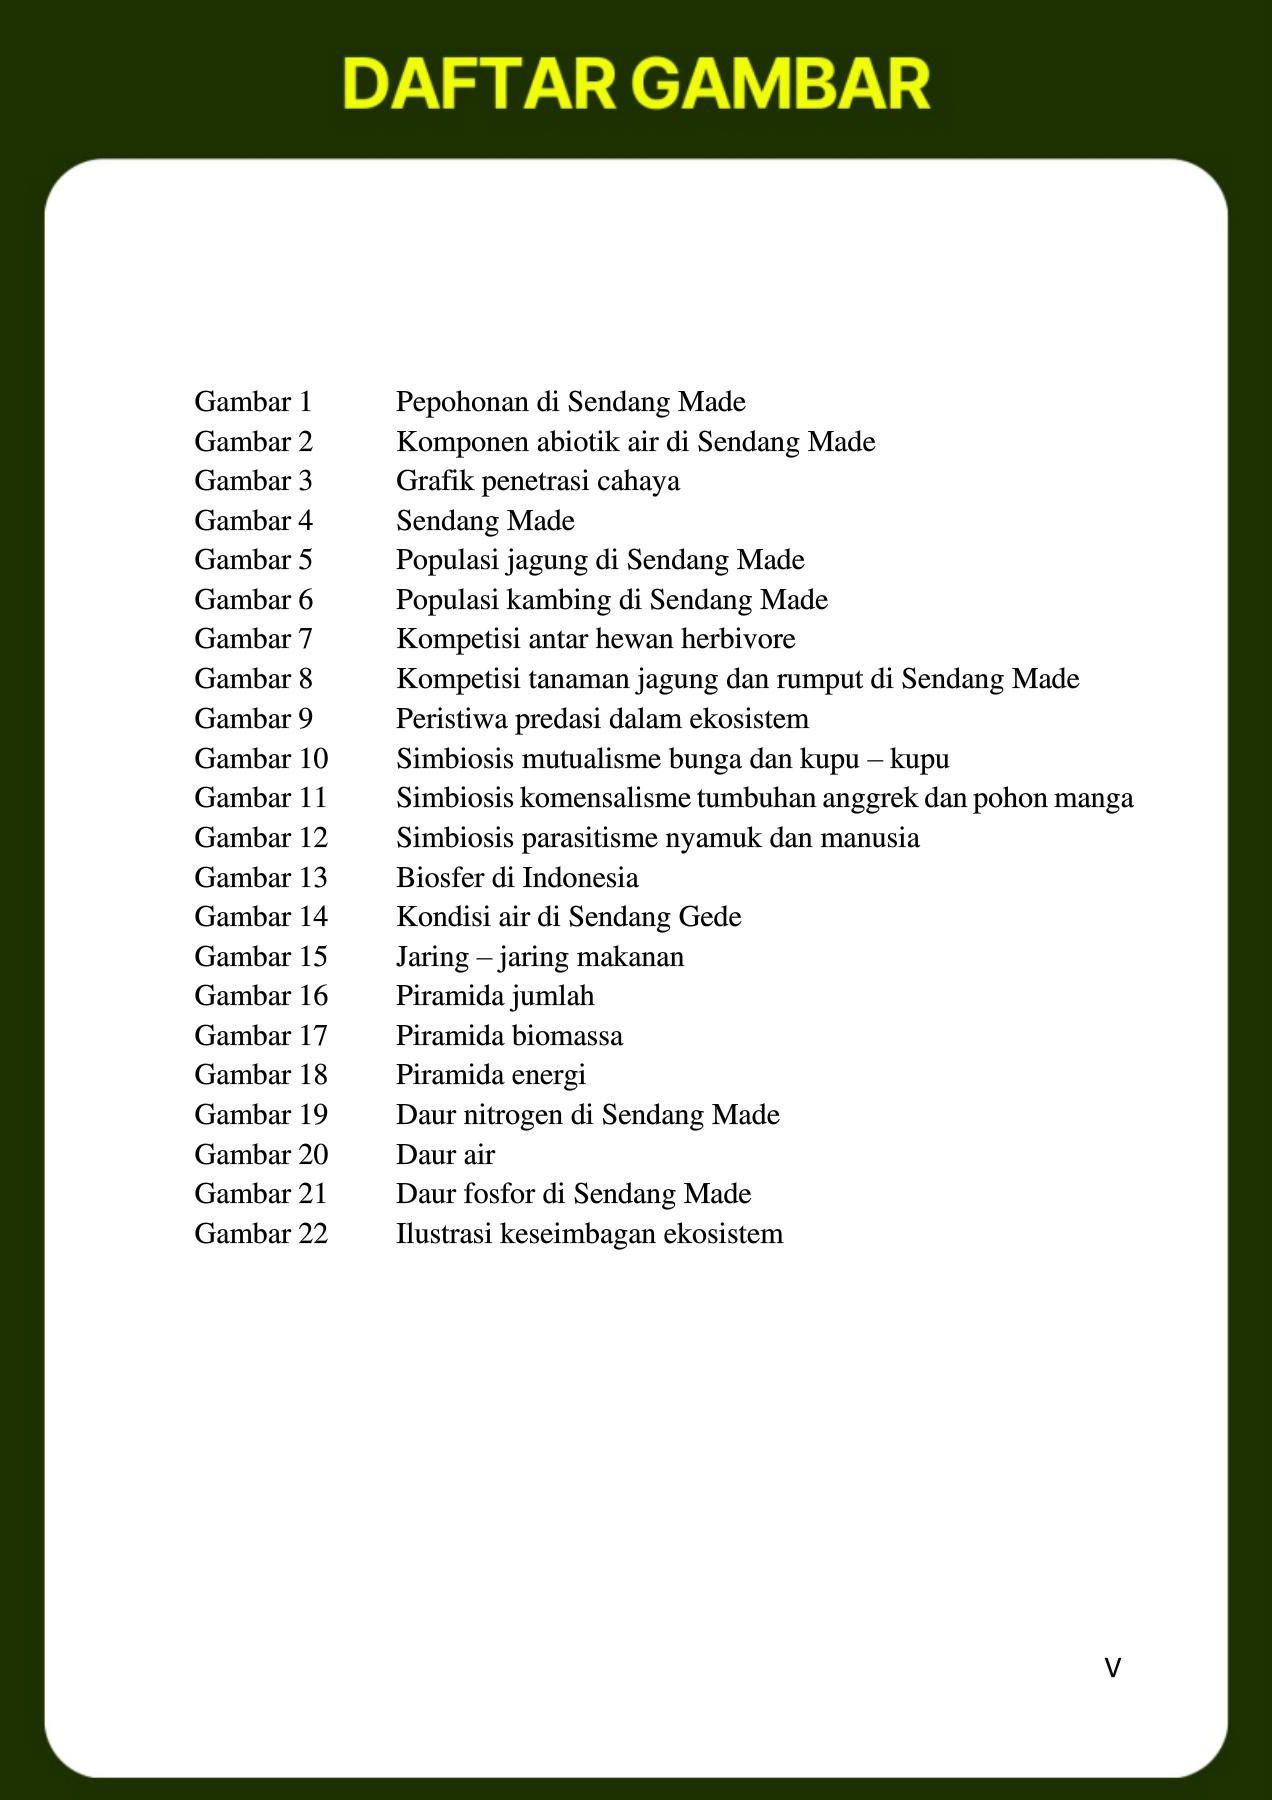 DAFTAR GAMBAR
Gambar 1 Pepohonan di Sendang Made
Gambar 2 Komponen abiotik air di Sendang Made
Gambar 3 Grafik penetrasi cahaya
Gambar 4 Sendang Made
Gambar 5 Populasi jagung di Sendang Made
Gambar 6 Populasi kambing di Sendang Made
Gambar 7 Kompetisi antar hewan herbivore
Gambar 8 Kompetisi tanaman jagung dan rumput di Sendang Made
Gambar 9 Peristiwa predasi dalam ekosistem
Gambar 10 Simbiosis mutualisme bunga dan kupu – kupu
Gambar 11 Simbiosis komensalisme tumbuhan anggrek dan pohon manga
Gambar 12 Simbiosis parasitisme nyamuk dan manusia
Gambar 13 Biosfer di Indonesia
Gambar 14 Kondisi air di Sendang Gede
Gambar 15 Jaring – jaring makanan
Gambar 16 Piramida jumlah
Gambar 17 Piramida biomassa
Gambar 18 Piramida energi
Gambar 19 Daur nitrogen di Sendang Made
Gambar 20 Daur air
Gambar 21 Daur fosfor di Sendang Made
Gambar 22 Ilustrasi keseimbagan ekosistem
V